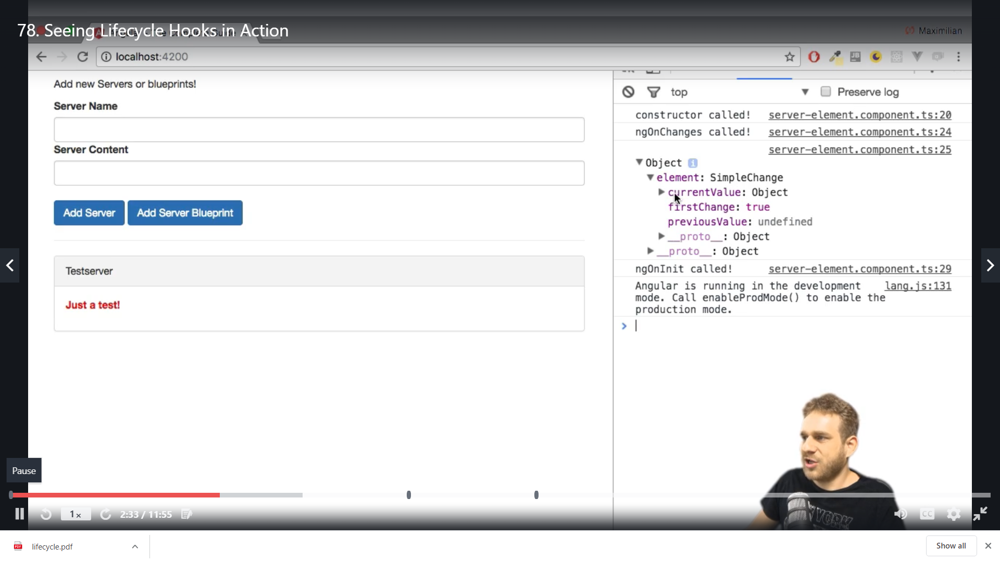 78. Seeing Lifecycle Hooks in Action
Maximilian
localhost:4200
JB
Add new Servers or blueprints!
Server Name
Server Content
Add Server
Add Server Blueprint
Testserver
Just a test!
top
Preserve log
constructor called! server-element.component.ts:20
ngOnChanges called! server-element.component.ts:24
server-element.component.ts:25
Object i
element: SimpleChange
currentValue: Object
firstChange: true
previousValue: undefined
__proto__: Object
__proto__: Object
ngOnInit called! server-element.component.ts:29
Angular is running in the development lang.js:131
mode. Call enableProdMode() to enable the
production mode.
YORK
Pause
1x
2:33 / 11:55
CC
PDF
lifecycle.pdf
Show all